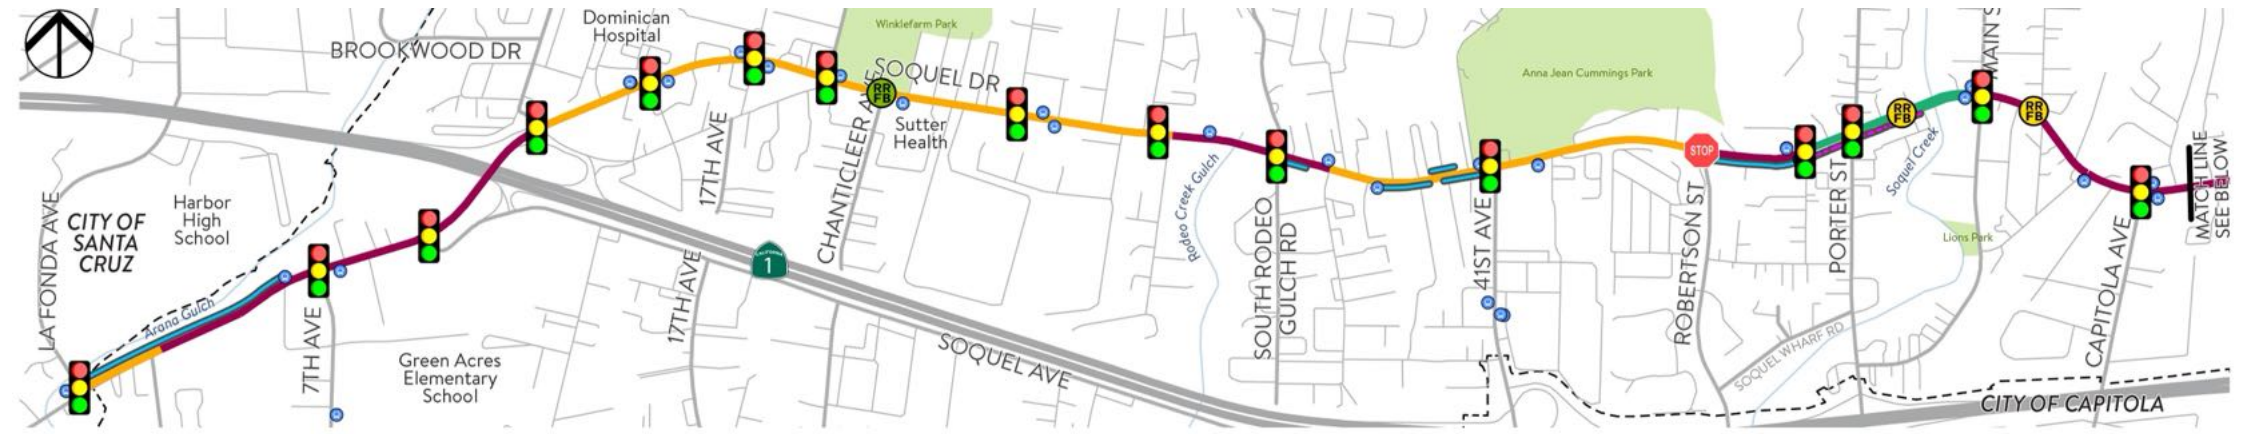 Dominican
Hospital
BROOKWOOD DR
Winklefarm Park
SOQUEL DR
RR
FB
Sutter
Health
17TH AVE
CHANTICLEER AVE
Anna Jean Cummings Park
STOP
RR
FB
MAIN S
RR
FB
Soquel Creek
Lions Park
PORTER ST
ROBERTSON ST
SOQUEL WHARF RD
CAPITOLA AVE
MATCH LINE
SEE BELOW
CITY OF CAPITOLA
Rodeo Creek Gulch
SOUTH RODEO
GULCH RD
41ST AVE
CALIFORNIA
1
17TH AVE
SOQUEL AVE
Harbor
High
School
CITY OF
SANTA
CRUZ
LA FONDA AVE
Arana Gulch
7TH AVE
Green Acres
Elementary
School